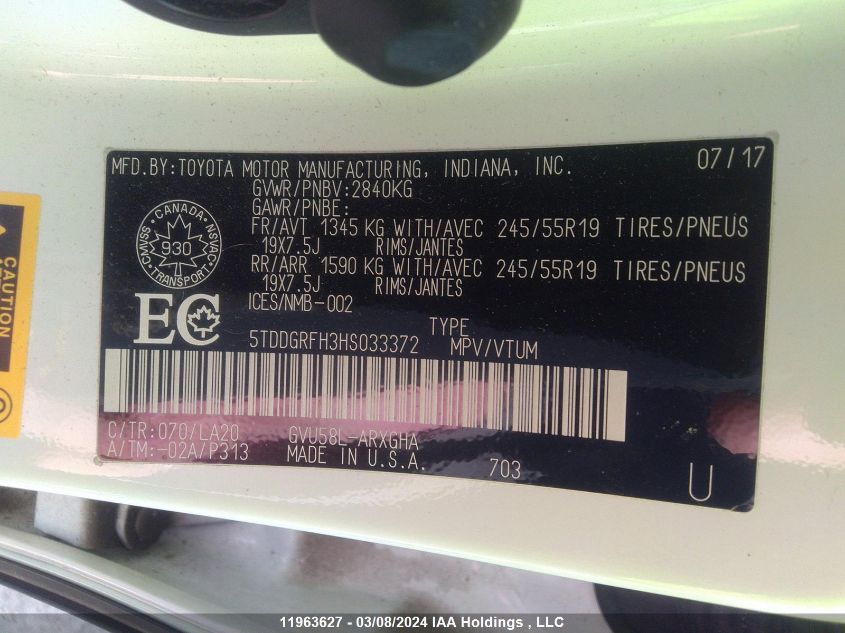 MFD.BY:TOYOTA MOTOR MANUFACTURING, INDIANA, INC. 07/17
GVWR/PNBV:2840KG
GAWR/PNBE:
FR/AVT 1345 KG WITH/AVEC 245/55R19 TIRES/PNEUS
19X7.5J RIMS/JANTES
RR/ARR 1590 KG WITH/AVEC 245/55R19 TIRES/PNEUS
19X7.5J RIMS/JANTES
ICES/NMB-002
CANADA
CMVSS NSVAC
930
TRANSPORT
EC
TYPE
5TDDGRFH3HS033372 MPV/VTUM
C/TR:070/LA20 GVU58L-ARXGHA
A/TM:-02A/P313 MADE IN U.S.A. 703
U
CAUTION
11963627 - 03/08/2024 IAA Holdings , LLC